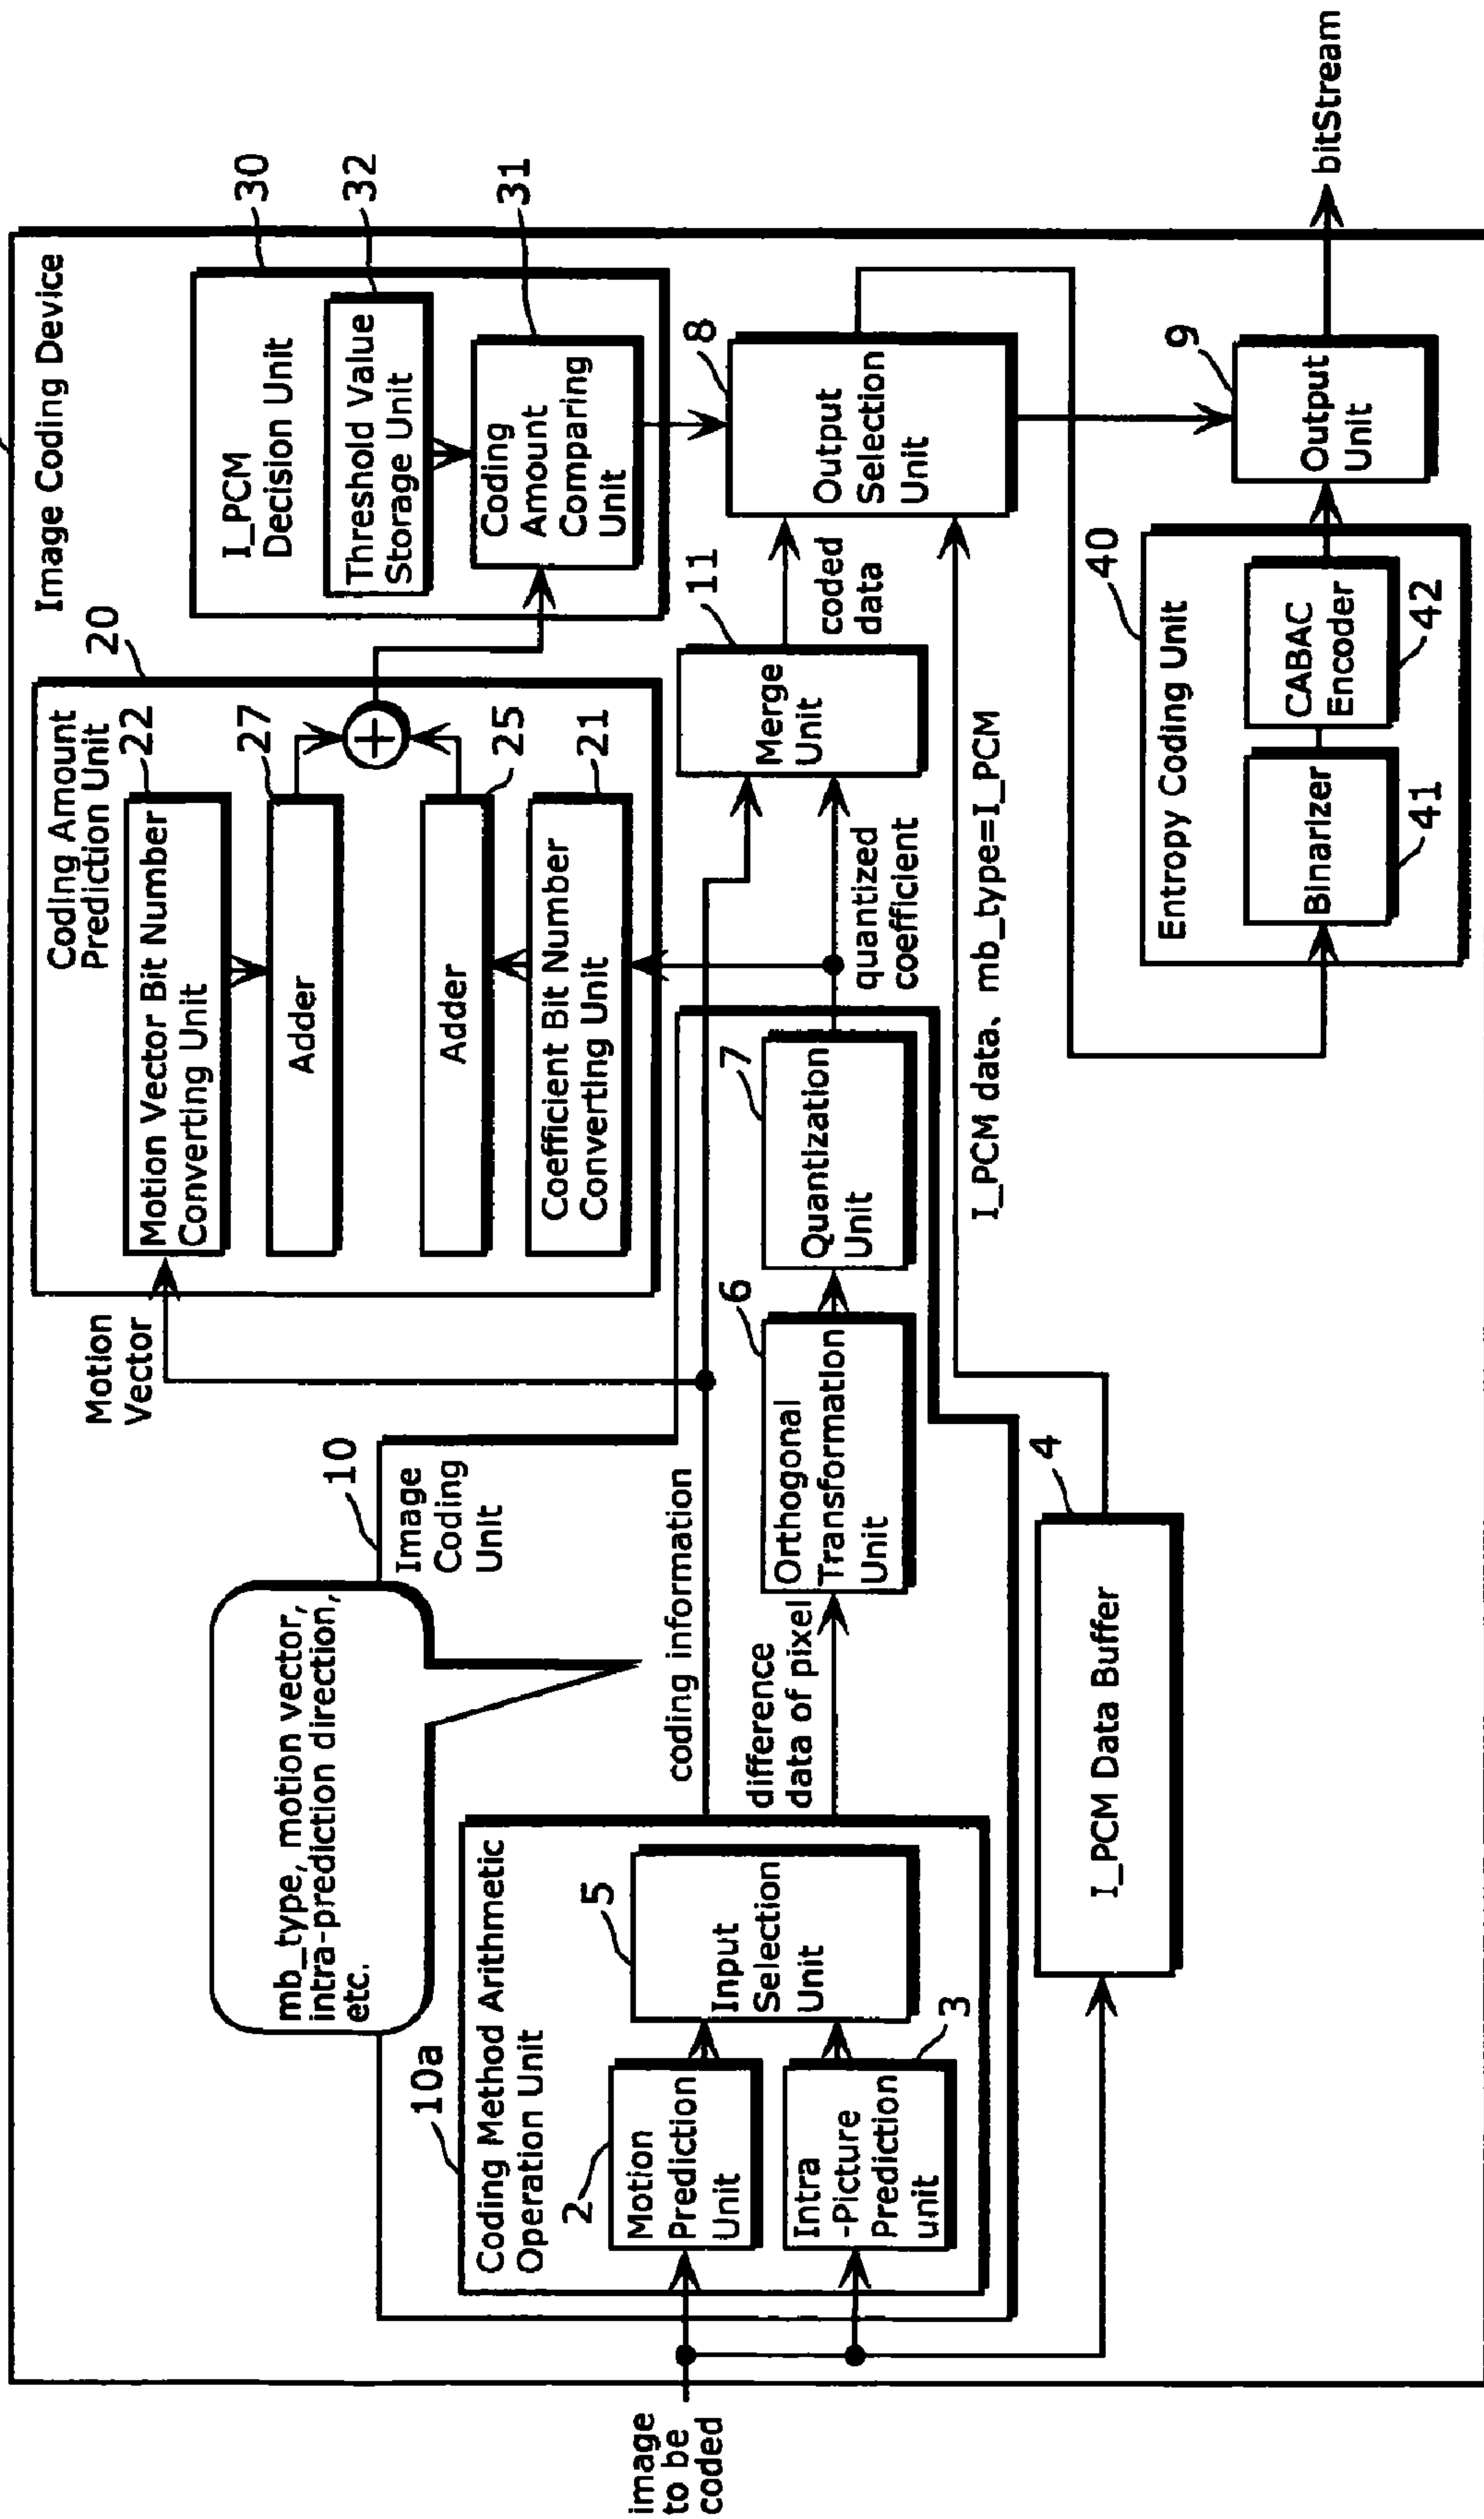 Image Coding Device
mb_type, motion vector,
intra-prediction direction,
etc.
10
Image
Coding
Unit
Motion
Vector
20
Coding Amount
Prediction Unit
22
Motion Vector Bit Number
Converting Unit
27
Adder
Adder
25
Coefficient Bit Number
Converting Unit
21
30
I_PCM
Decision Unit
32
Threshold Value
Storage Unit
31
Coding
Amount
Comparing
Unit
10a
Coding Method Arithmetic
Operation Unit
2
Motion
Prediction
Unit
Intra
-Picture
Prediction
unit
3
5
Input
Selection
Unit
image
to be
coded
coding information
difference
data of pixel
6
Orthogonal
Transformation
Unit
7
Quantization
Unit
quantized
coefficient
11
Merge
Unit
coded
data
8
Output
Selection
Unit
4
I_PCM Data Buffer
I_PCM data、mb_type=I_PCM
40
Entropy Coding Unit
Binarizer
41
CABAC
Encoder
42
9
Output
Unit
bitStream